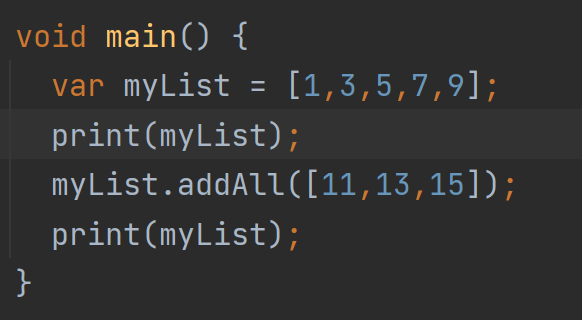 void main() {
  var myList = [1,3,5,7,9];
  print(myList);
  myList.addAll([11,13,15]);
  print(myList);
}